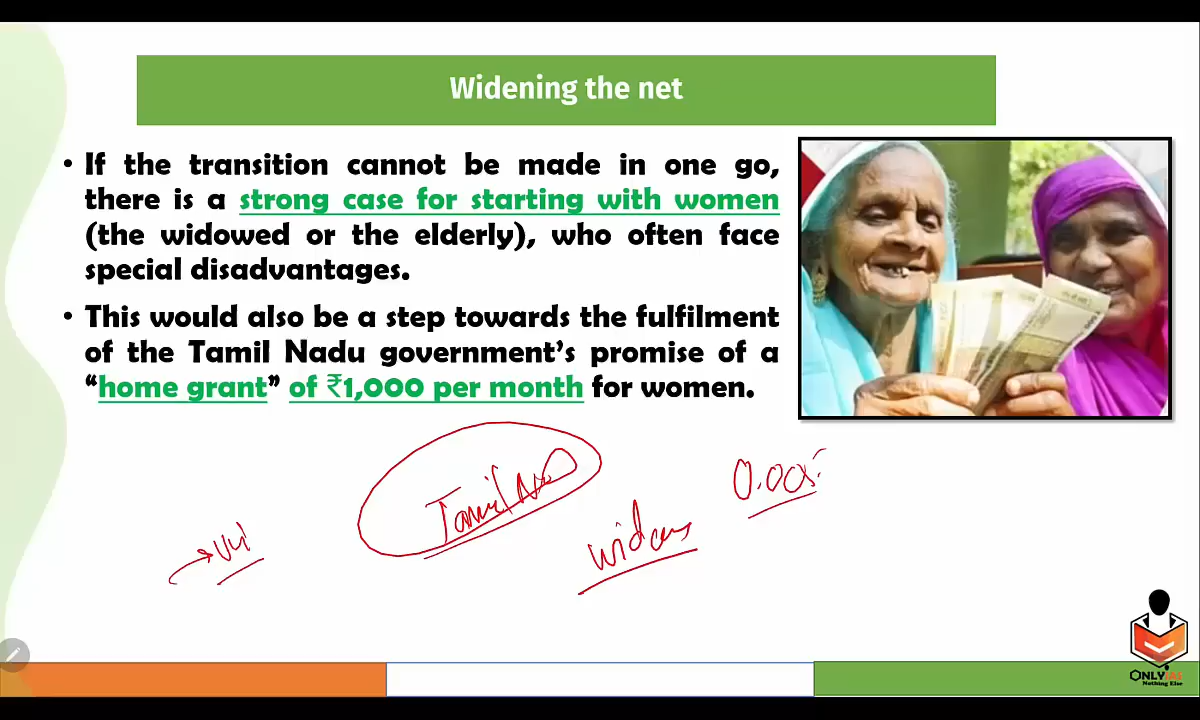 Widening the net
• If the transition cannot be made in one go,
there is a strong case for starting with women
(the widowed or the elderly), who often face
special disadvantages.
• This would also be a step towards the fulfilment
of the Tamil Nadu government’s promise of a
“home grant” of ₹1,000 per month for women.
Tamil
ONLYIAS
Nothing Else